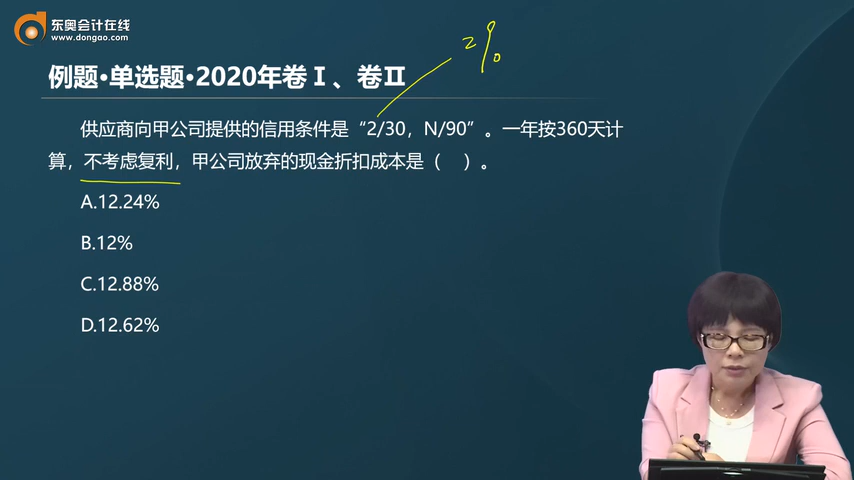 东奥会计在线
www.dongao.com
2%
例题•单选题•2020年卷Ⅰ、卷Ⅱ
供应商向甲公司提供的信用条件是“2/30，N/90”。一年按360天计
算，不考虑复利，甲公司放弃的现金折扣成本是（ ）。
A.12.24%
B.12%
C.12.88%
D.12.62%